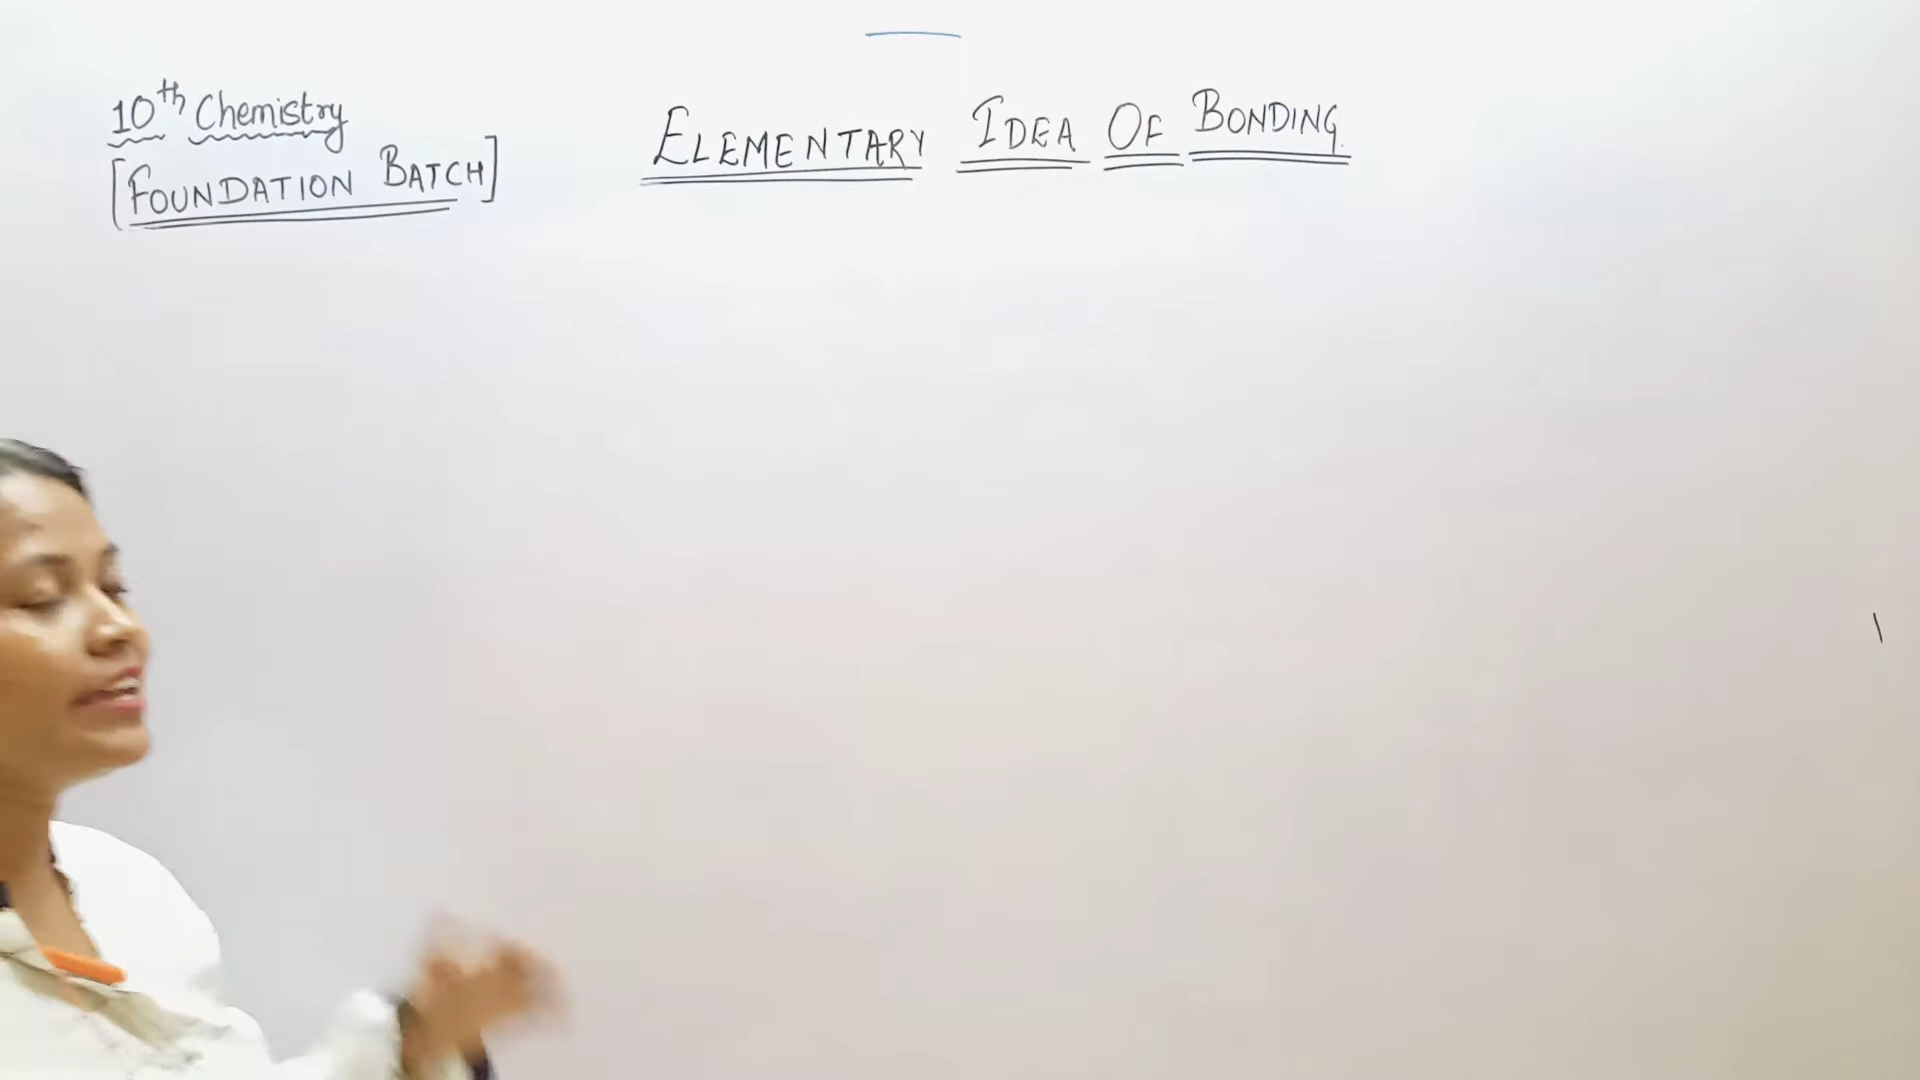 10th Chemistry
[FOUNDATION BATCH]
ELEMENTARY IDEA OF BONDING.